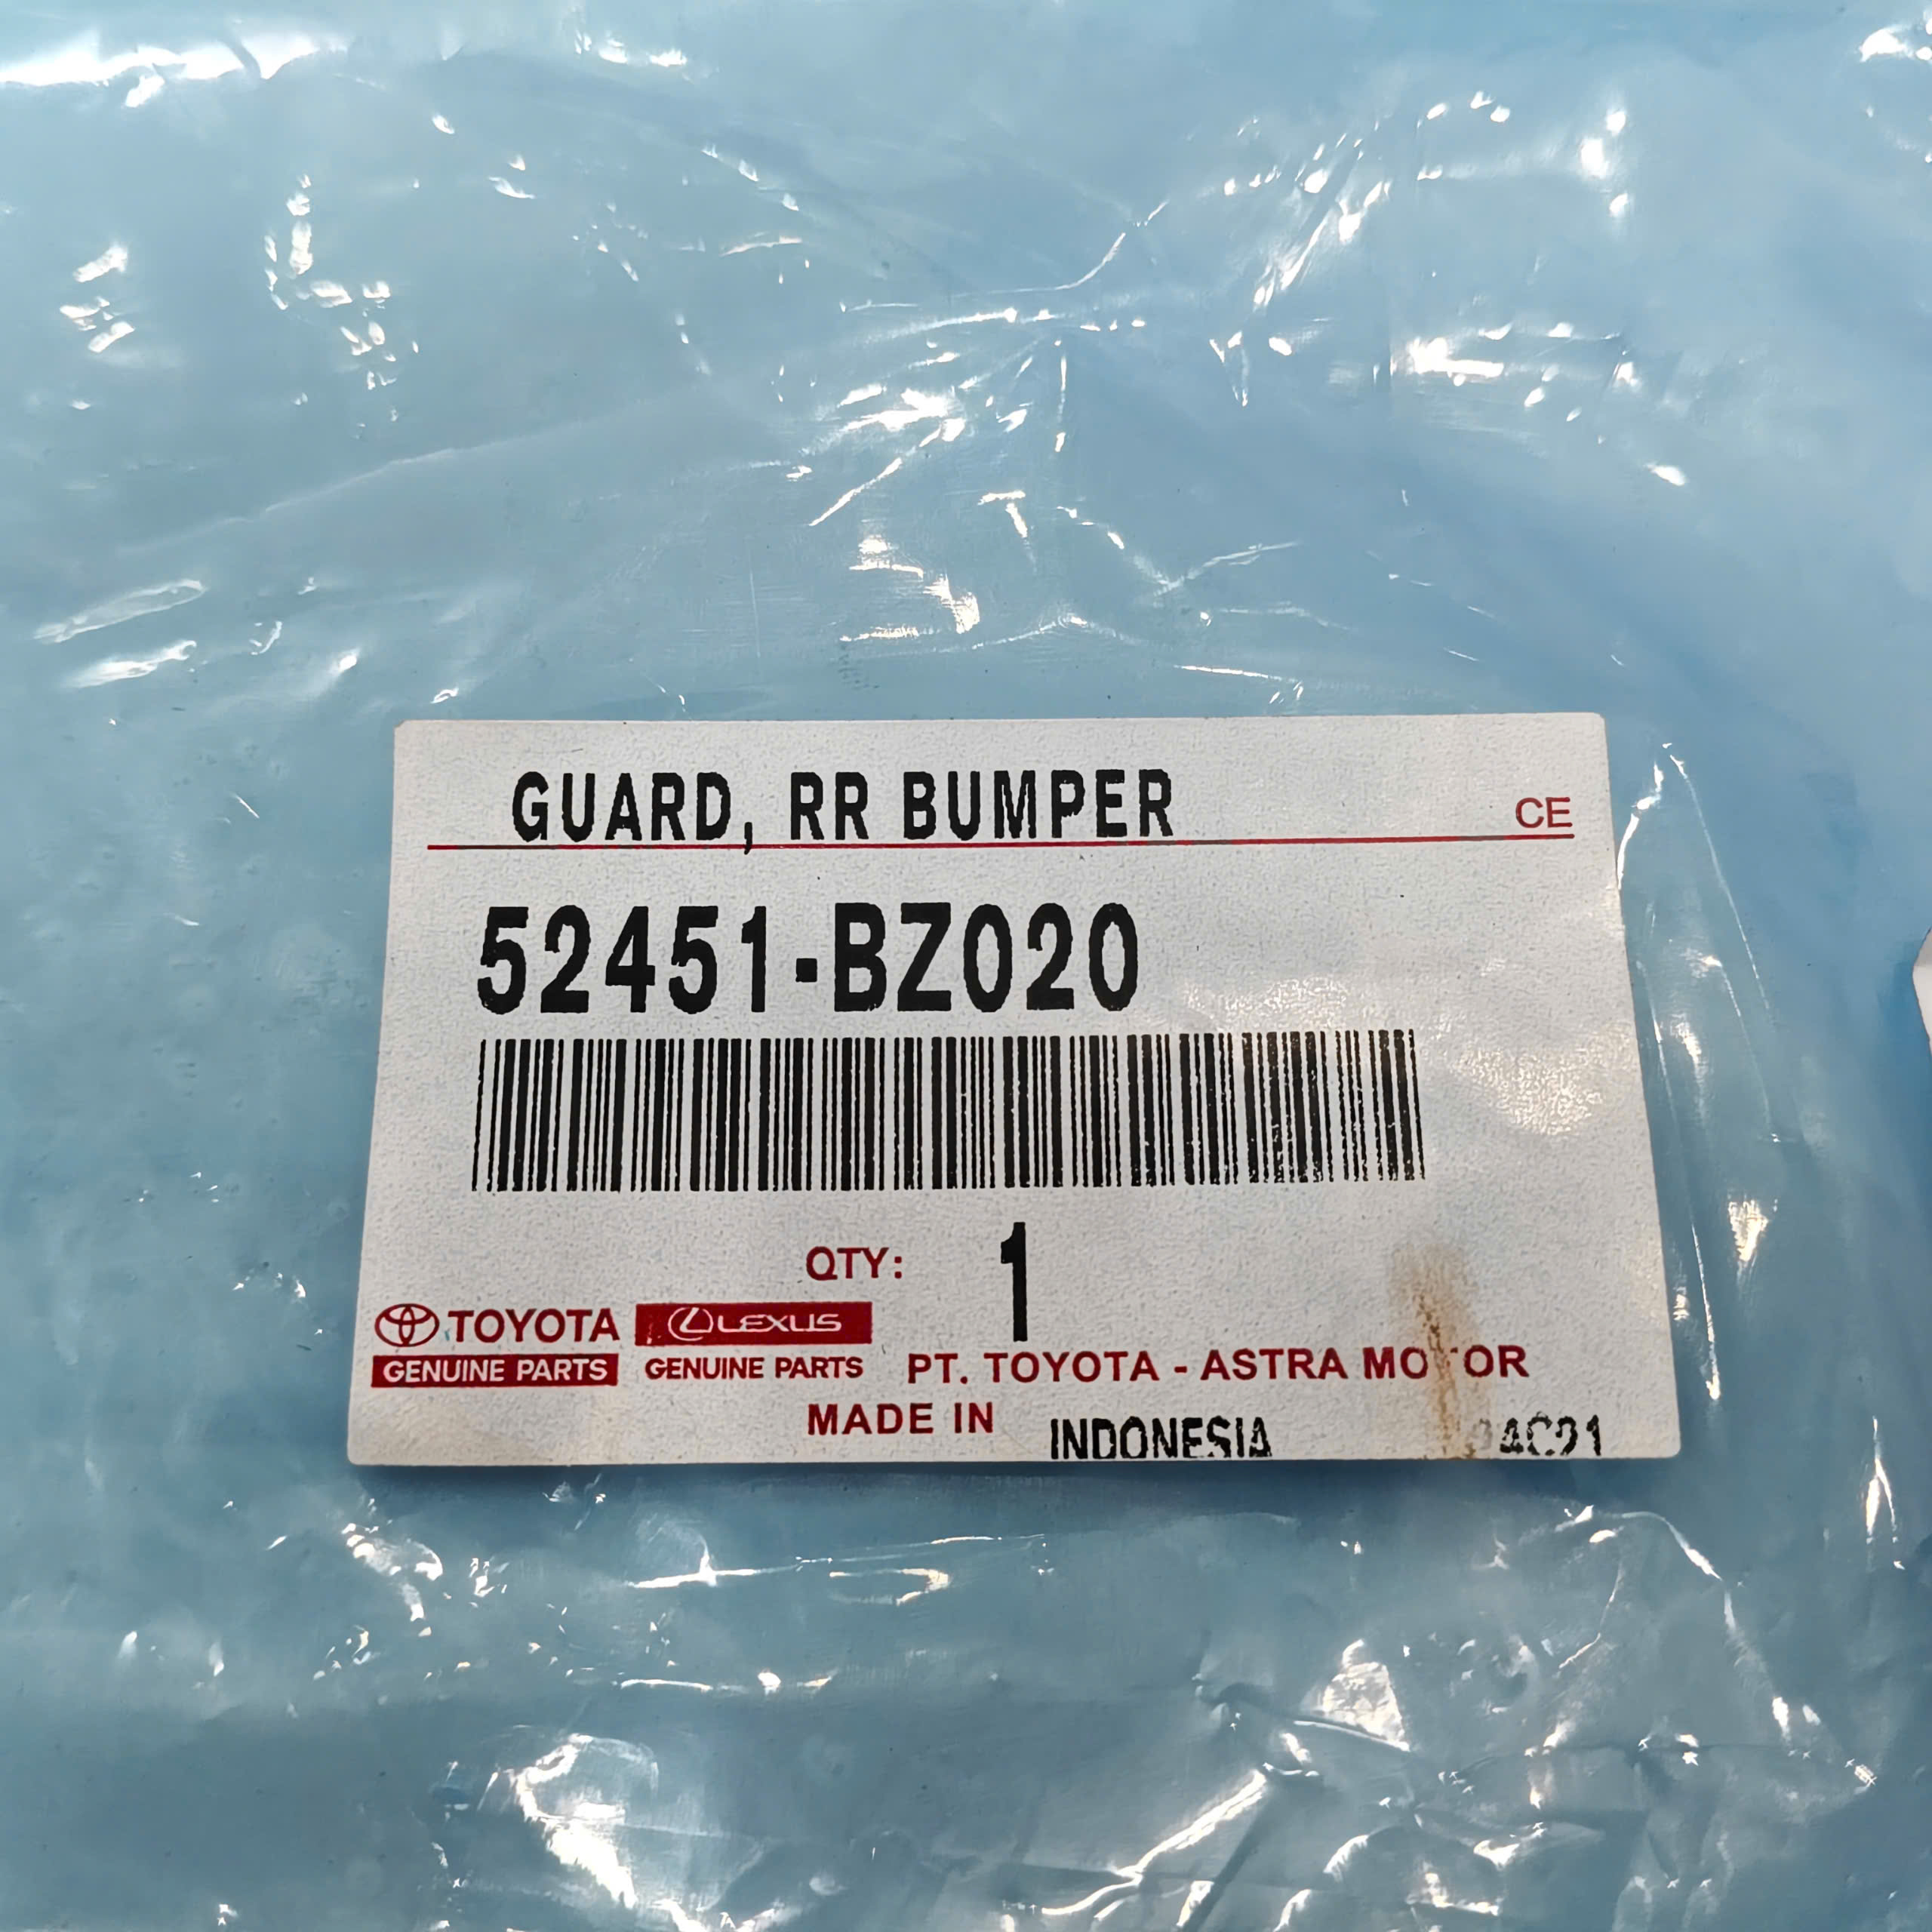 GUARD, RR BUMPER CE
52451-BZ020
QTY: 1
TOYOTA LEXUS
GENUINE PARTS GENUINE PARTS PT. TOYOTA - ASTRA MOTOR
MADE IN INDONESIA